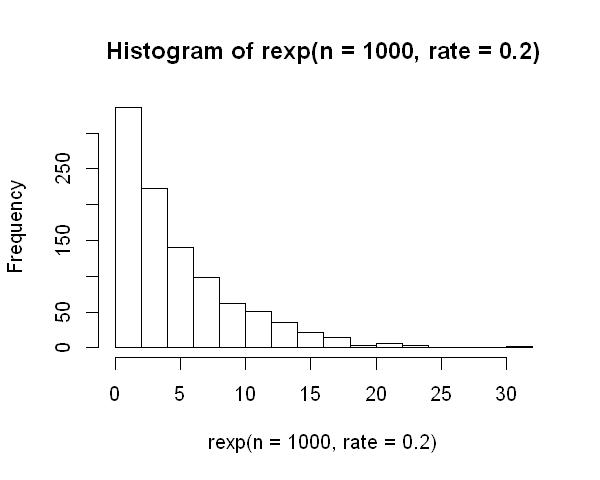 Histogram of rexp(n = 1000, rate = 0.2)
Frequency
250
150
50
0
0 5 10 15 20 25 30
rexp(n = 1000, rate = 0.2)